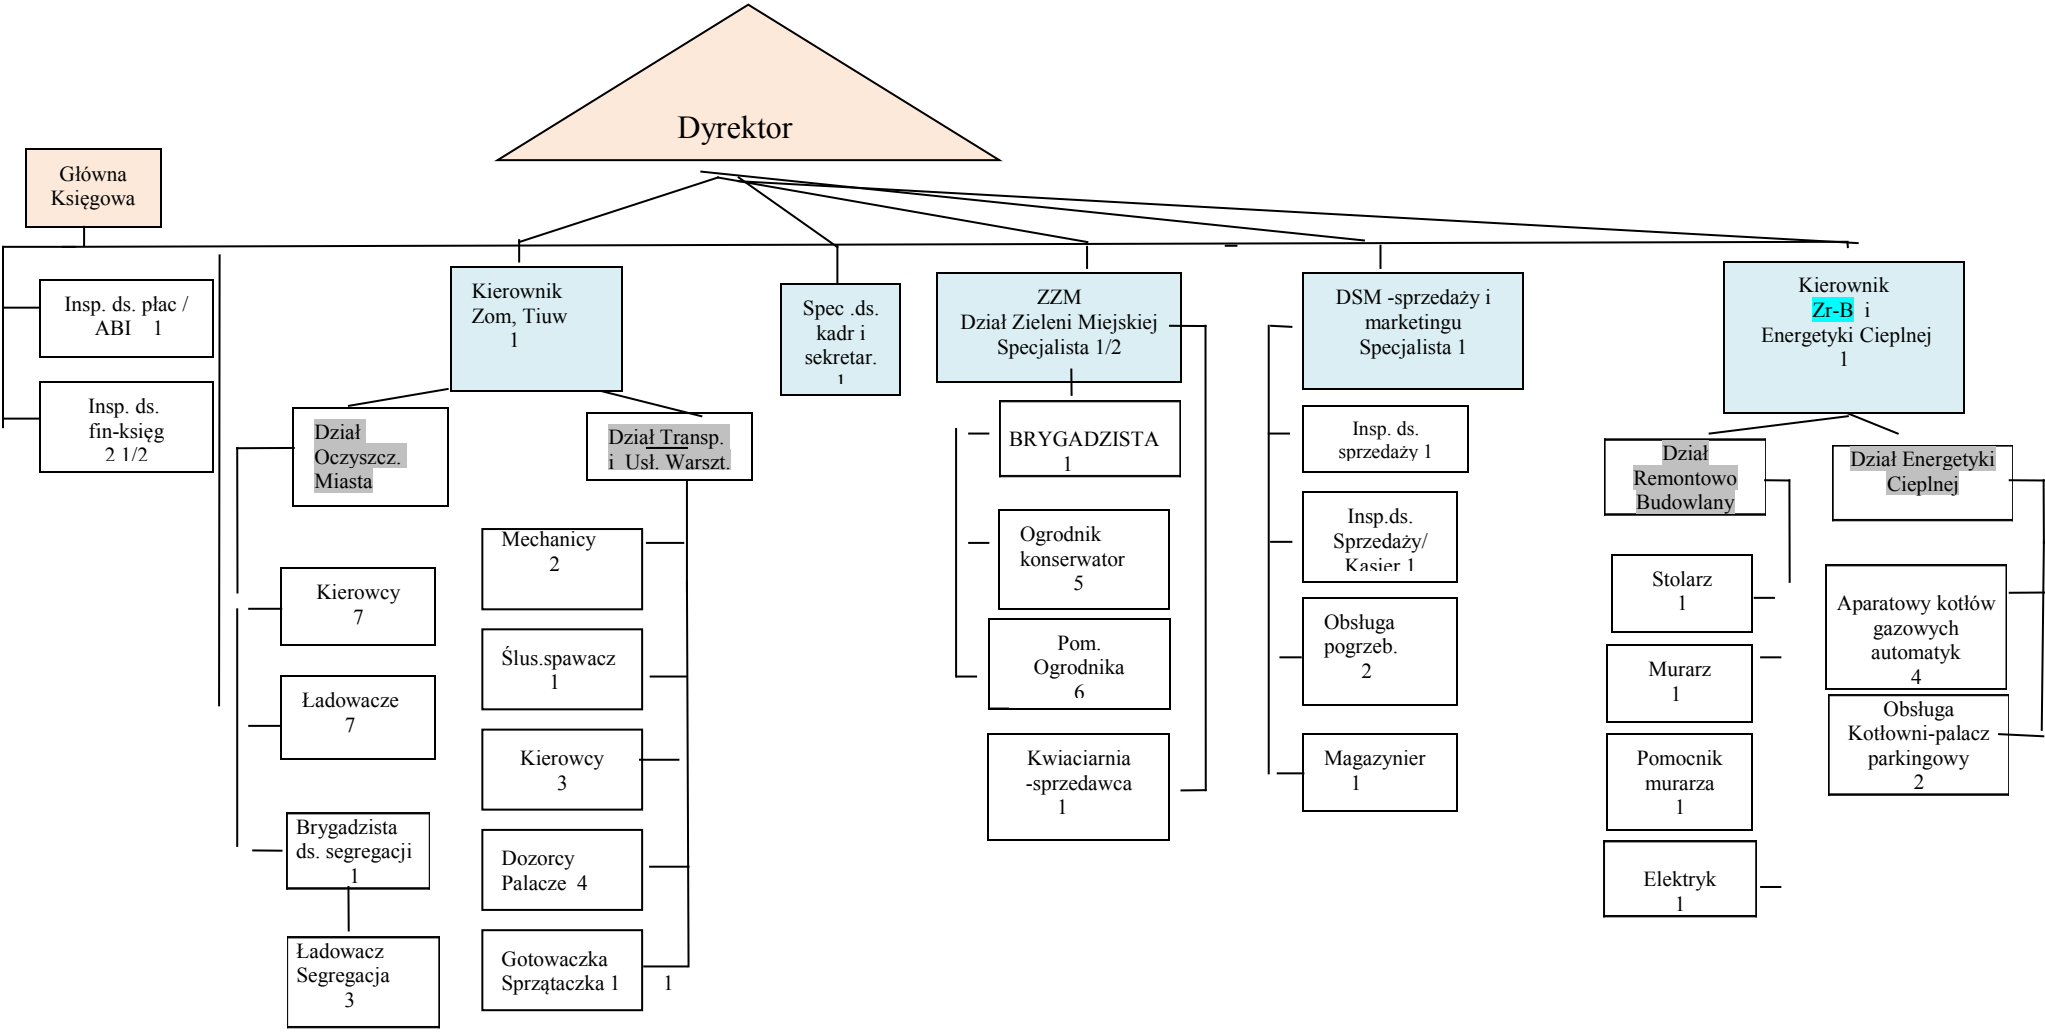 Dyrektor
Główna
Księgowa
Insp. ds. płac /
ABI 1
Insp. ds.
fin-księg
2 1/2
Kierownik
Zom, Tiuw
1
Dział
Oczyszcz.
Miasta
Kierowcy
7
Ładowacze
7
Brygadzista
ds. segregacji
1
Ładowacz
Segregacja
3
Dział Transp.
i Usł. Warszt.
Mechanicy
2
Ślus.spawacz
1
Kierowcy
3
Dozorcy
Palacze 4
Gotowaczka
Sprzątaczka 1
1
Spec .ds.
kadr i
sekretar.
1
ZZM
Dział Zieleni Miejskiej
Specjalista 1/2
BRYGADZISTA
1
Ogrodnik
konserwator
5
Pom.
Ogrodnika
6
Kwiaciarnia
-sprzedawca
1
DSM -sprzedaży i
marketingu
Specjalista 1
Insp. ds.
sprzedaży 1
Insp.ds.
Sprzedaży/
Kasjer 1
Obsługa
pogrzeb.
2
Magazynier
1
Kierownik
Zr-B i
Energetyki Cieplnej
1
Dział
Remontowo
Budowlany
Stolarz
1
Murarz
1
Pomocnik
murarza
1
Elektryk
1
Dział Energetyki
Cieplnej
Aparatowy kotłów
gazowych
automatyk
4
Obsługa
Kotłowni-palacz
parkingowy
2